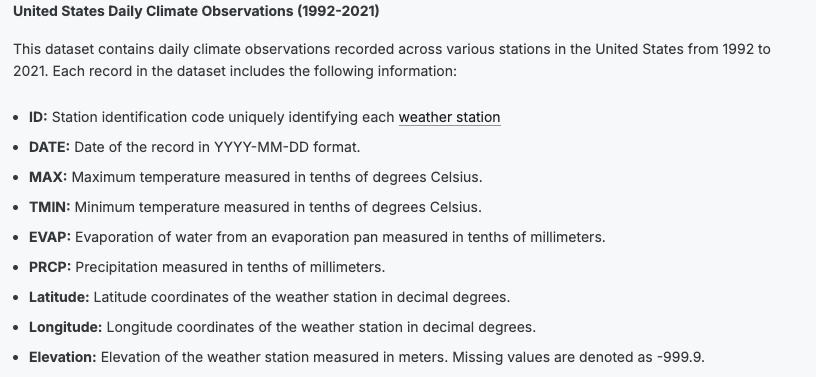 United States Daily Climate Observations (1992-2021)
This dataset contains daily climate observations recorded across various stations in the United States from 1992 to
2021. Each record in the dataset includes the following information:
• ID: Station identification code uniquely identifying each weather station
• DATE: Date of the record in YYYY-MM-DD format.
• MAX: Maximum temperature measured in tenths of degrees Celsius.
• TMIN: Minimum temperature measured in tenths of degrees Celsius.
• EVAP: Evaporation of water from an evaporation pan measured in tenths of millimeters.
• PRCP: Precipitation measured in tenths of millimeters.
• Latitude: Latitude coordinates of the weather station in decimal degrees.
• Longitude: Longitude coordinates of the weather station in decimal degrees.
• Elevation: Elevation of the weather station measured in meters. Missing values are denoted as -999.9.